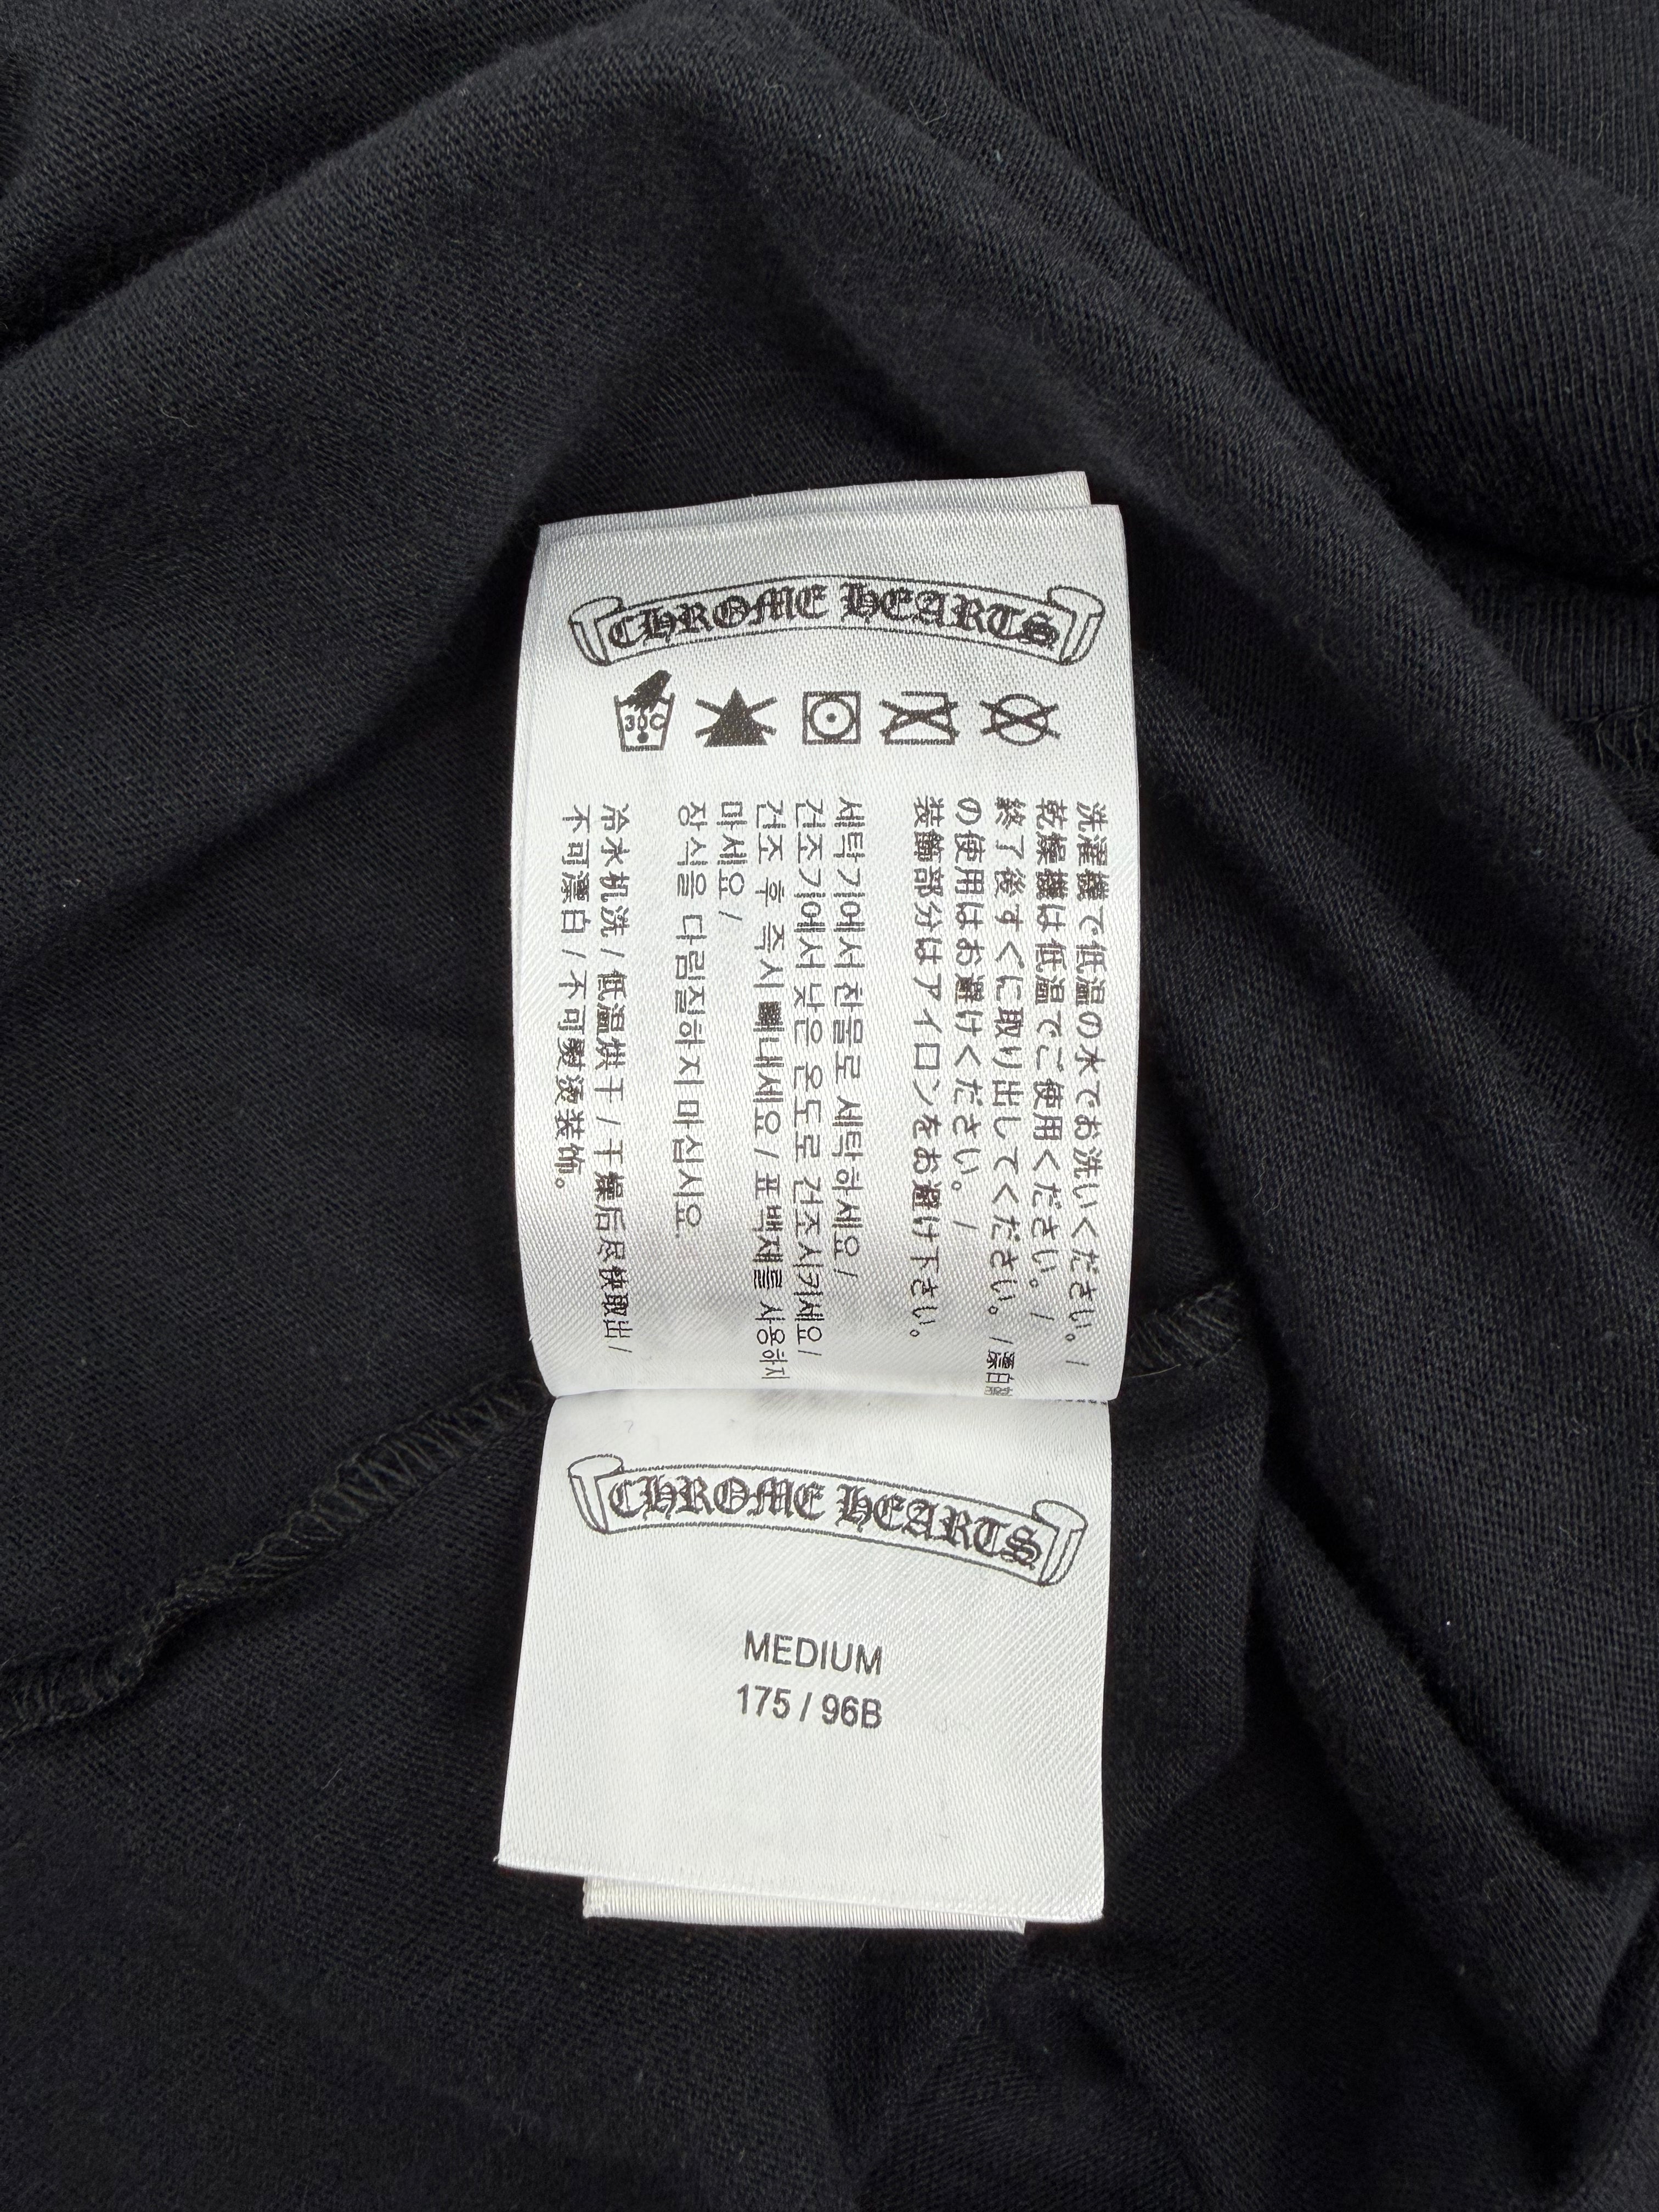 CHROME HEARTS
30C
洗濯機で低温の水でお洗いください。/
乾燥機は低温でご使用ください。/
終了後すぐに取り出してください。/漂白剤
の使用はお避けください。/
装飾部分はアイロンをお避け下さい。
세탁기에서 찬물로 세탁하세요 /
건조기에서 낮은 온도로 건조시키세요 /
건조 후 즉시 빼내세요 / 표백제를 사용하지
마세요 /
장식을 다림질하지 마십시요.
冷水机洗 / 低温烘干 / 干燥后尽快取出 /
不可漂白 / 不可熨烫装饰。
CHROME HEARTS
MEDIUM
175 / 96B